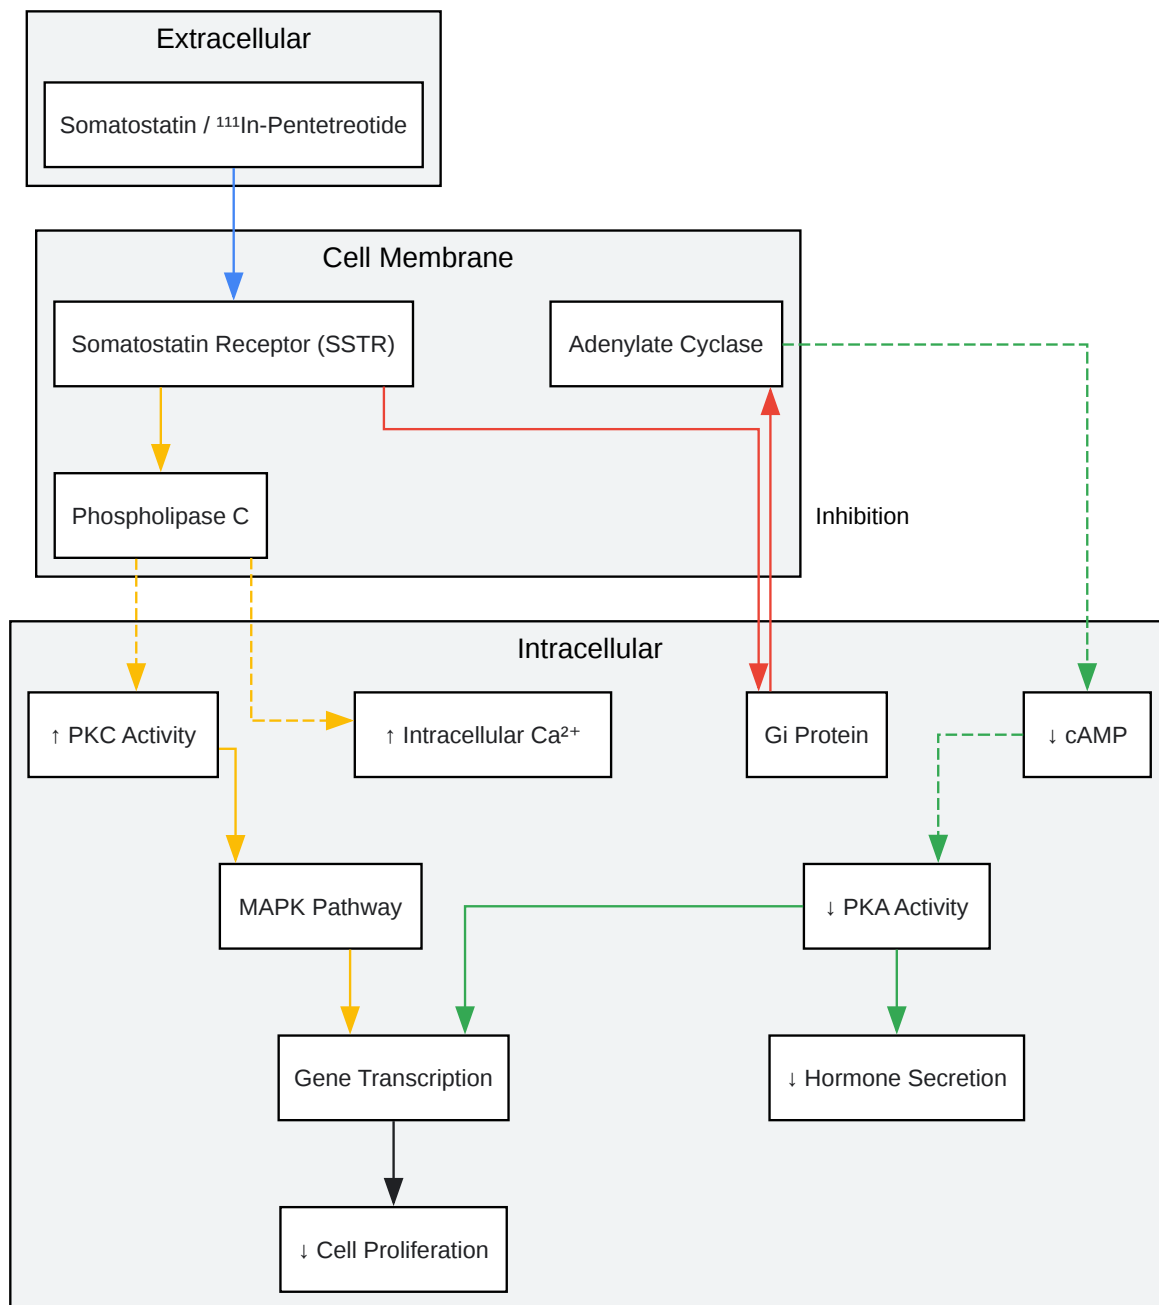 Extracellular
Somatostatin / ¹¹¹In-Pentetreotide
Cell Membrane
Somatostatin Receptor (SSTR)
Adenylate Cyclase
Phospholipase C
Inhibition
Intracellular
↑ PKC Activity
↑ Intracellular Ca²⁺
Gi Protein
↓ cAMP
MAPK Pathway
↓ PKA Activity
Gene Transcription
↓ Hormone Secretion
↓ Cell Proliferation